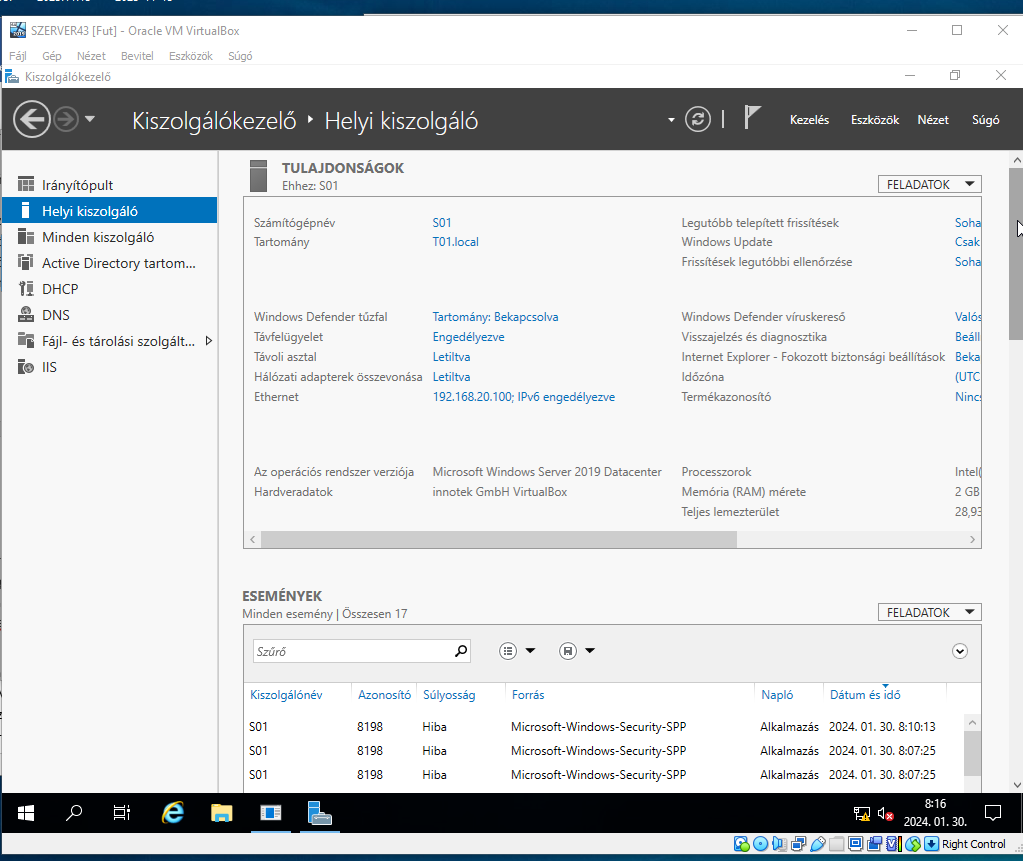 SZERVER43 [Fut] - Oracle VM VirtualBox
Fájl Gép Nézet Bevitel Eszközök Súgó
Kiszolgálókezelő
Kiszolgálókezelő Helyi kiszolgáló
Kezelés Eszközök Nézet Súgó
Irányítópult
Helyi kiszolgáló
Minden kiszolgáló
Active Directory tartom...
DHCP
DNS
Fájl- és tárolási szolgált...
IIS
TULAJDONSÁGOK
Ehhez: S01
FELADATOK
Számítógépnév S01 Legutóbb telepített frissítések Soha
Tartomány T01.local Windows Update Csak
Frissítések legutóbbi ellenőrzése Soha
Windows Defender tűzfal Tartomány: Bekapcsolva Windows Defender víruskereső Valós
Távfelügyelet Engedélyezve Visszajelzés és diagnosztika Beáll
Távoli asztal Letiltva Internet Explorer - Fokozott biztonsági beállítások Beka
Hálózati adapterek összevonása Letiltva Időzóna (UTC
Ethernet 192.168.20.100; IPv6 engedélyezve Termékazonosító Nincs
Az operációs rendszer verziója Microsoft Windows Server 2019 Datacenter Processzorok Intel(
Hardveradatok innotek GmbH VirtualBox Memória (RAM) mérete 2 GB
Teljes lemezterület 28,93
ESEMÉNYEK
Minden esemény | Összesen 17
FELADATOK
Szűrő
Kiszolgálónév Azonosító Súlyosság Forrás Napló Dátum és idő
S01 8198 Hiba Microsoft-Windows-Security-SPP Alkalmazás 2024. 01. 30. 8:10:13
S01 8198 Hiba Microsoft-Windows-Security-SPP Alkalmazás 2024. 01. 30. 8:07:25
S01 8198 Hiba Microsoft-Windows-Security-SPP Alkalmazás 2024. 01. 30. 8:07:25
8:16
2024. 01. 30.
Right Control